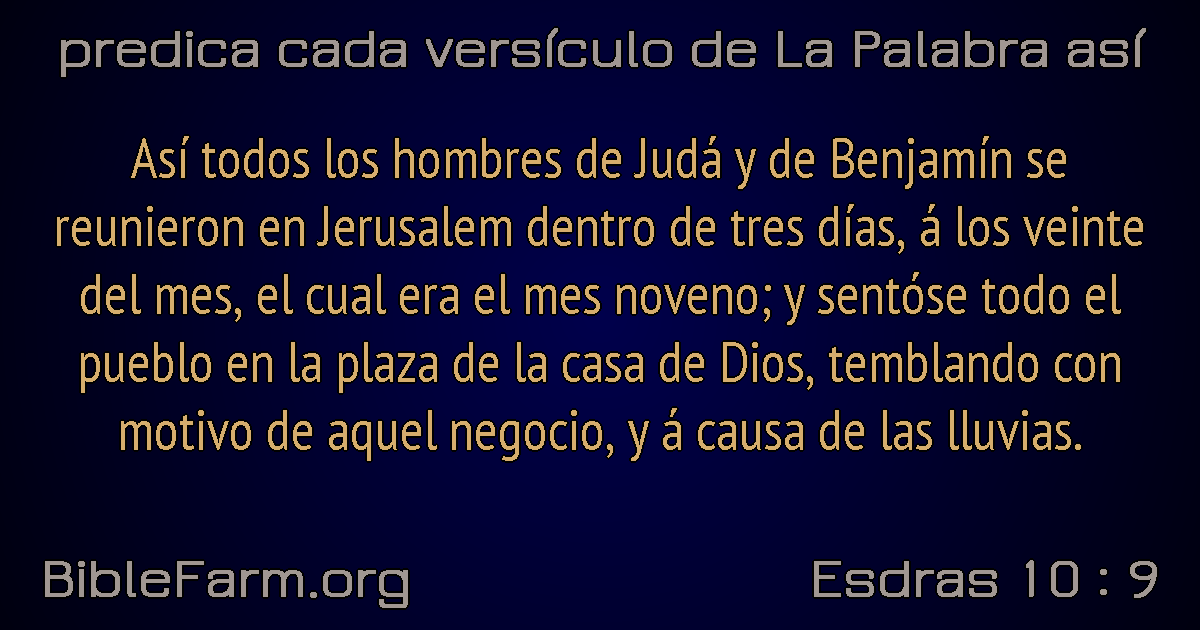 predica cada versículo de La Palabra así
Así todos los hombres de Judá y de Benjamín se
reunieron en Jerusalem dentro de tres días, á los veinte
del mes, el cual era el mes noveno; y sentóse todo el
pueblo en la plaza de la casa de Dios, temblando con
motivo de aquel negocio, y á causa de las lluvias.
BibleFarm.org
Esdras 10 : 9